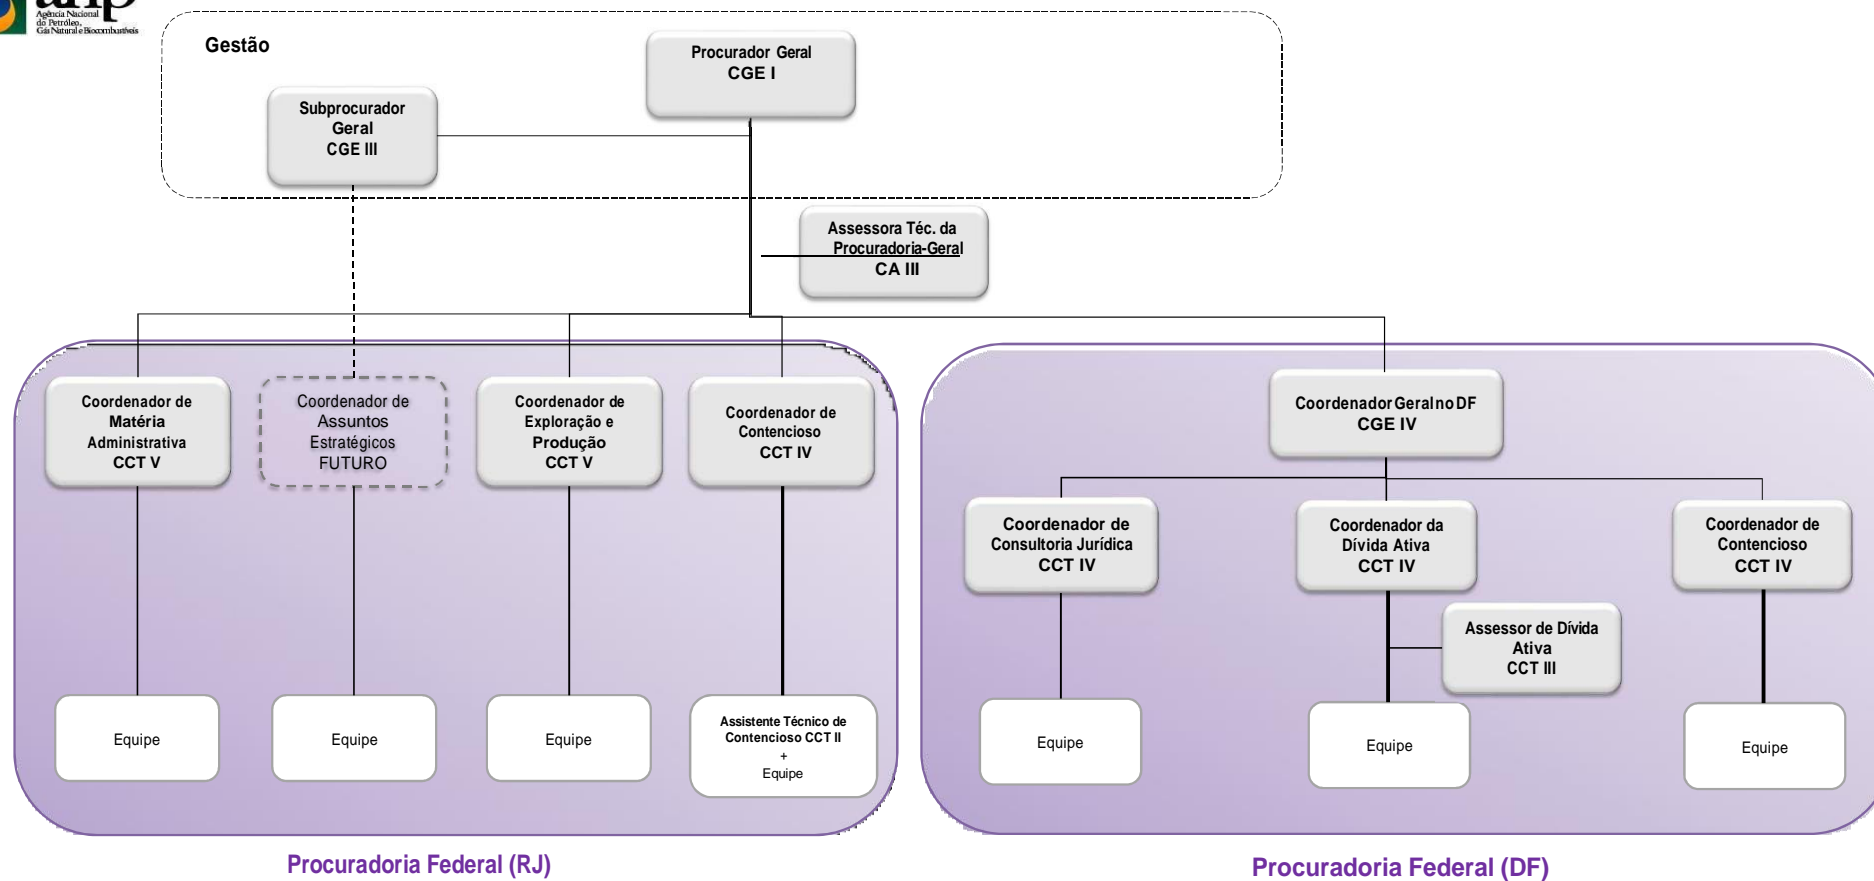 anp
Agência Nacional
do Petróleo,
Gás Natural e Biocombustíveis
Gestão
Procurador Geral
CGE I
Subprocurador
Geral
CGE III
Assessora Téc. da
Procuradoria-Geral
CA III
Coordenador de
Matéria
Administrativa
CCT V
Coordenador de
Assuntos
Estratégicos
FUTURO
Coordenador de
Exploração e
Produção
CCT V
Coordenador de
Contencioso
CCT IV
Coordenador Geral no DF
CGE IV
Coordenador de
Consultoria Jurídica
CCT IV
Coordenador da
Dívida Ativa
CCT IV
Coordenador de
Contencioso
CCT IV
Assessor de Dívida
Ativa
CCT III
Equipe
Equipe
Equipe
Assistente Técnico de
Contencioso CCT II
+
Equipe
Equipe
Equipe
Equipe
Procuradoria Federal (RJ)
Procuradoria Federal (DF)